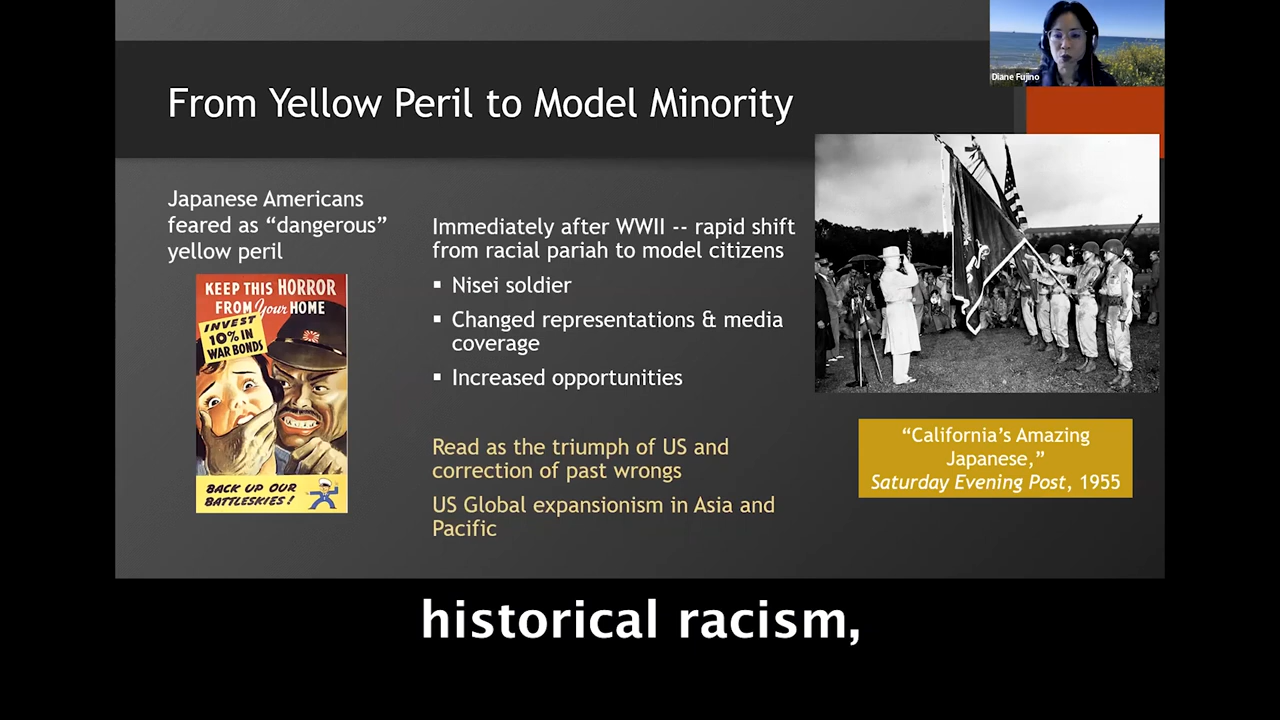 Diane Fujino
From Yellow Peril to Model Minority
Japanese Americans
feared as “dangerous”
yellow peril
KEEP THIS HORROR
FROM Your HOME
INVEST
10% IN
WAR BONDS
BACK UP OUR
BATTLESKIES!
Immediately after WWII -- rapid shift
from racial pariah to model citizens
▪ Nisei soldier
▪ Changed representations & media
coverage
▪ Increased opportunities
Read as the triumph of US and
correction of past wrongs
US Global expansionism in Asia and
Pacific
“California’s Amazing
Japanese,”
Saturday Evening Post, 1955
historical racism,